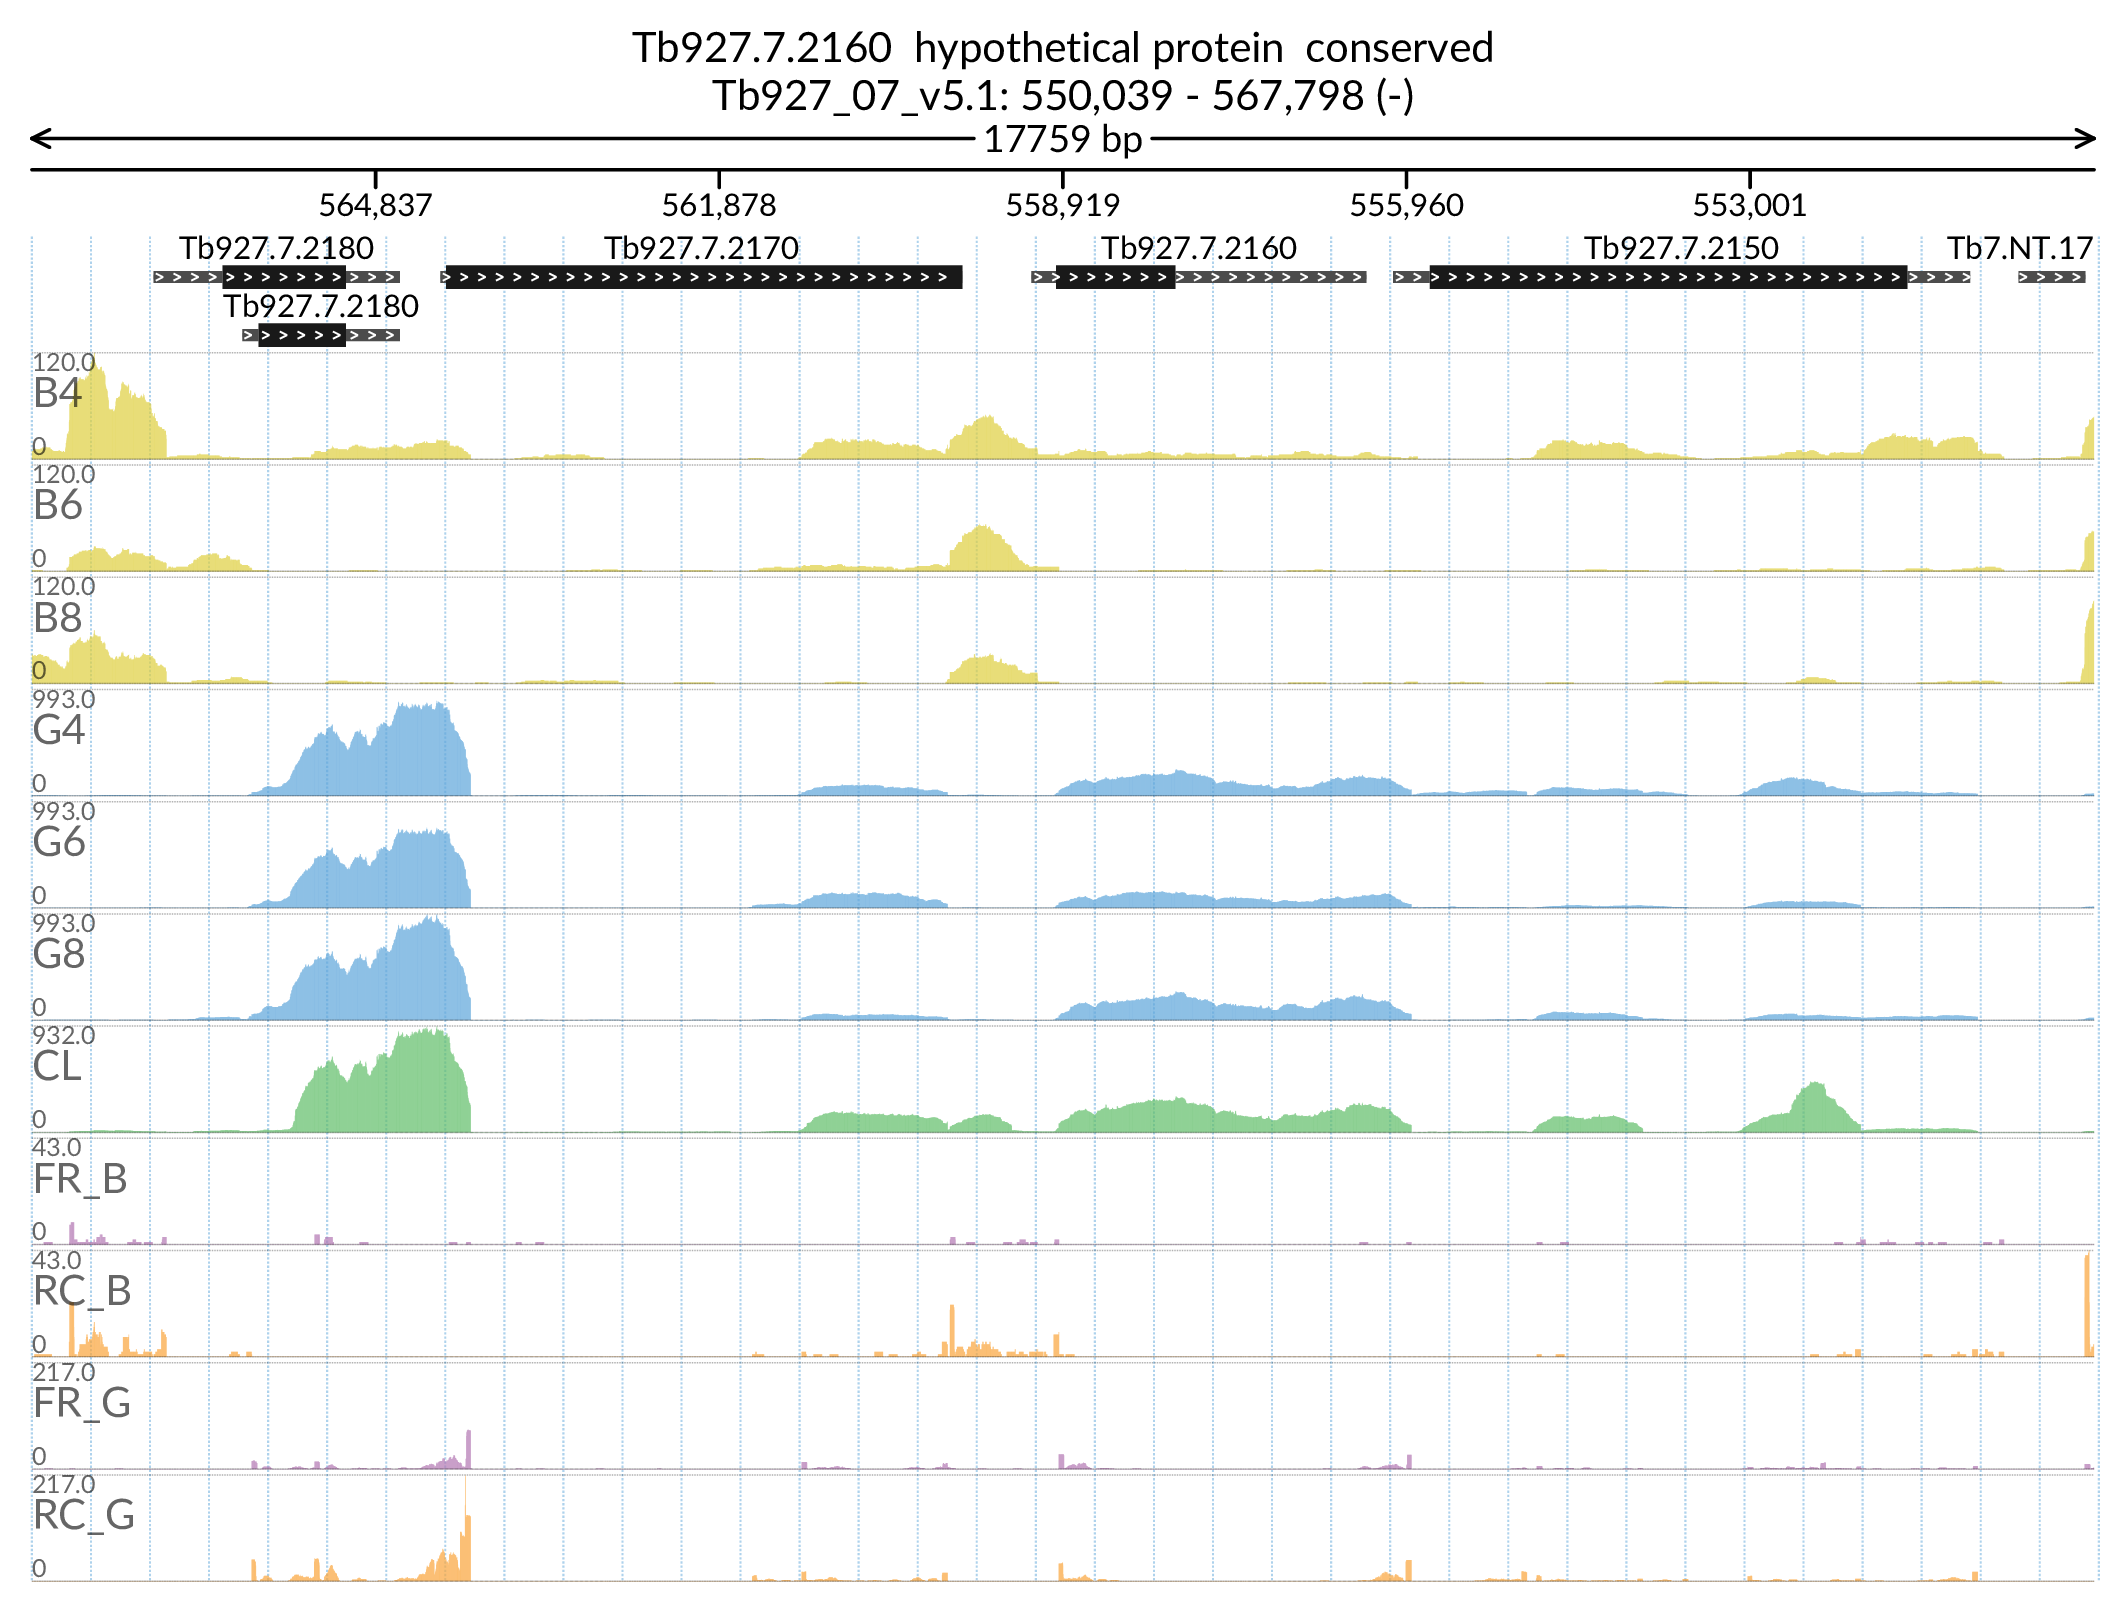 Tb927.7.2160  hypothetical protein  conserved
Tb927_07_v5.1: 550,039 - 567,798 (-)
17759 bp
564,837 561,878 558,919 555,960 553,001
Tb927.7.2180 Tb927.7.2170 Tb927.7.2160 Tb927.7.2150 Tb7.NT.17
Tb927.7.2180
120.0
B4
0
120.0
B6
0
120.0
B8
0
993.0
G4
0
993.0
G6
0
993.0
G8
0
932.0
CL
0
43.0
FR_B
0
43.0
RC_B
0
217.0
FR_G
0
217.0
RC_G
0